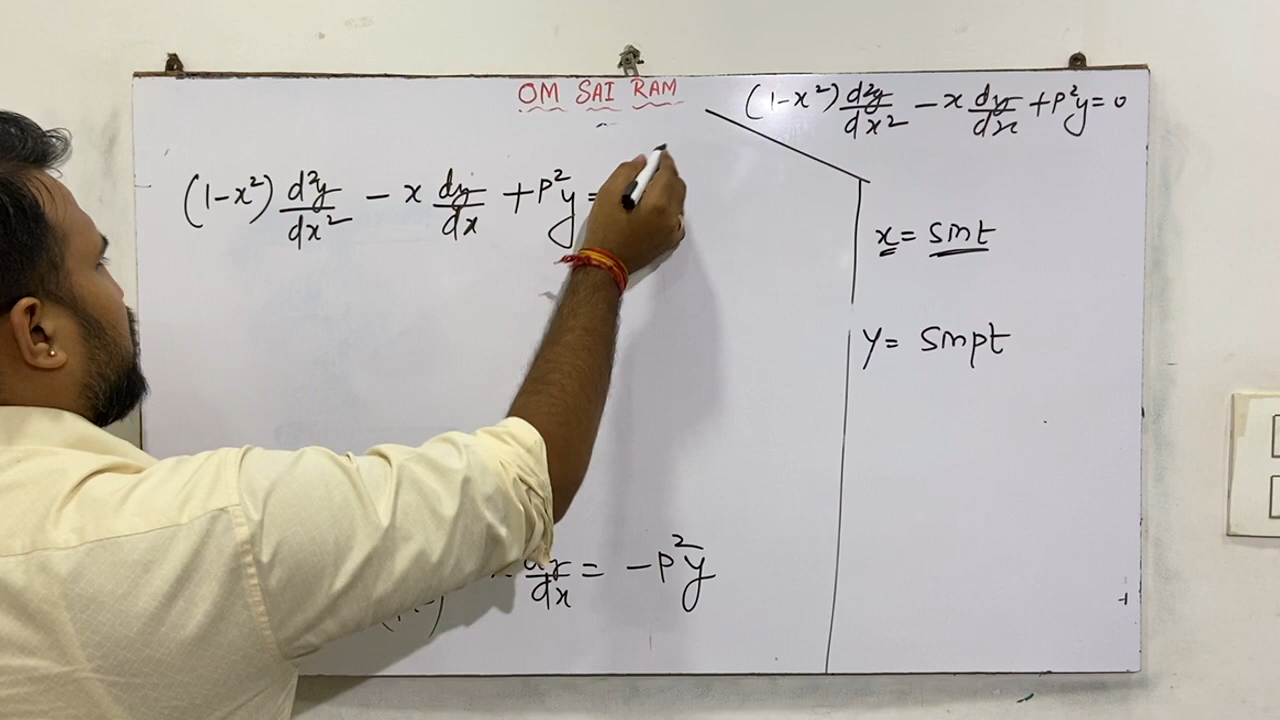 OM SAI RAM
(1-x²) d²y/dx² - x dy/dx + p²y = 0
(1-x²) d²y/dx² - x dy/dx + p²y =
x = sint
y = sinpt
dy/dx = -p²y